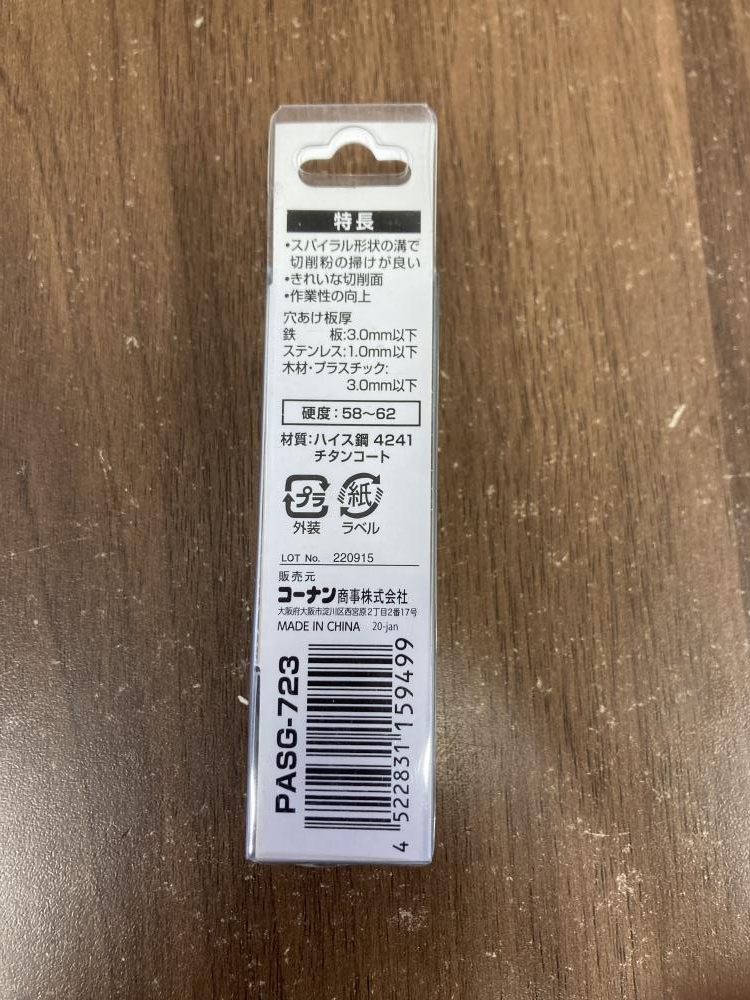 特長
・スパイラル形状の溝で
切削粉の掃けが良い
・きれいな切削面
・作業性の向上
穴あけ板厚
鉄　　板:3.0mm以下
ステンレス:1.0mm以下
木材・プラスチック:
3.0mm以下
硬度:58〜62
材質:ハイス鋼 4241
チタンコート
プラ 紙
外装 ラベル
LOT No. 220915
販売元
コーナン商事株式会社
大阪府大阪市淀川区西宮原2丁目2番17号
MADE IN CHINA 20-jan
PASG-723
4 522831 159499